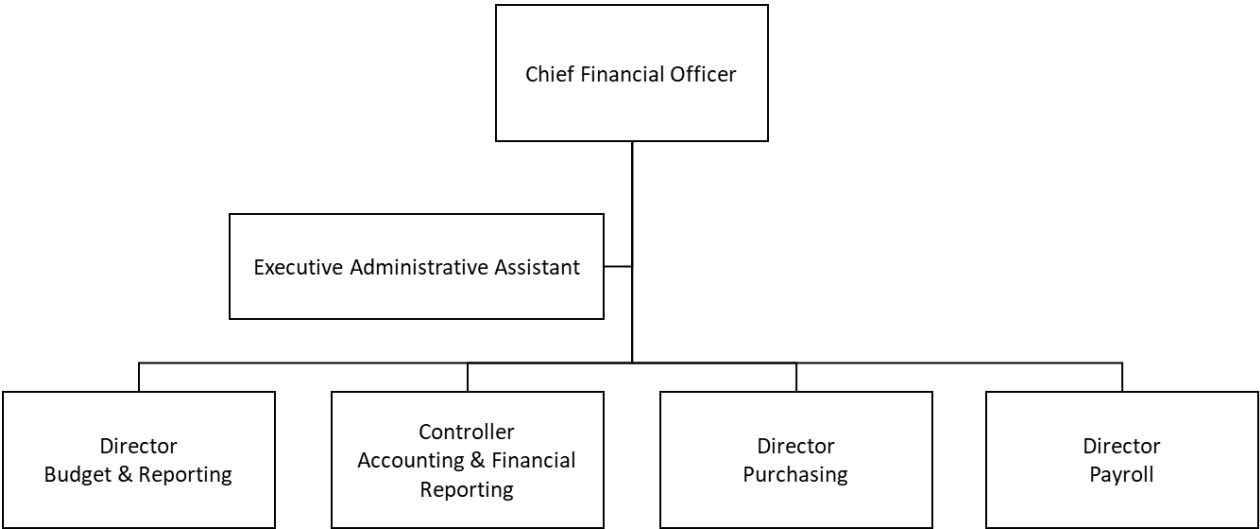 Chief Financial Officer
Executive Administrative Assistant
Director
Budget & Reporting
Controller
Accounting & Financial
Reporting
Director
Purchasing
Director
Payroll